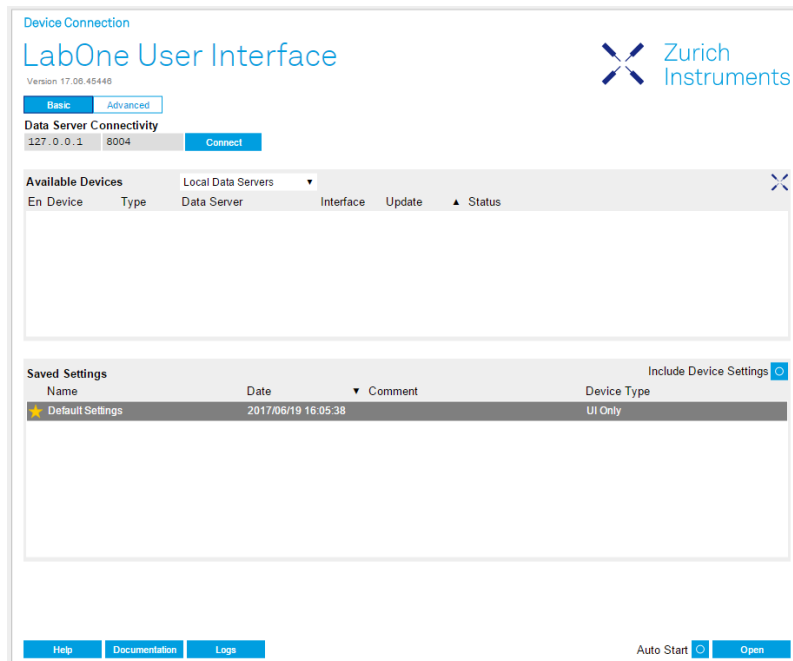 Device Connection
LabOne User Interface
Zurich
Instruments
Version 17.06.45446
Basic Advanced
Data Server Connectivity
127.0.0.1 8004 Connect
Available Devices Local Data Servers ▼
En Device Type Data Server Interface Update ▲ Status
Saved Settings Include Device Settings
Name Date ▼ Comment Device Type
Default Settings 2017/06/19 16:05:38 UI Only
Help Documentation Logs Auto Start Open